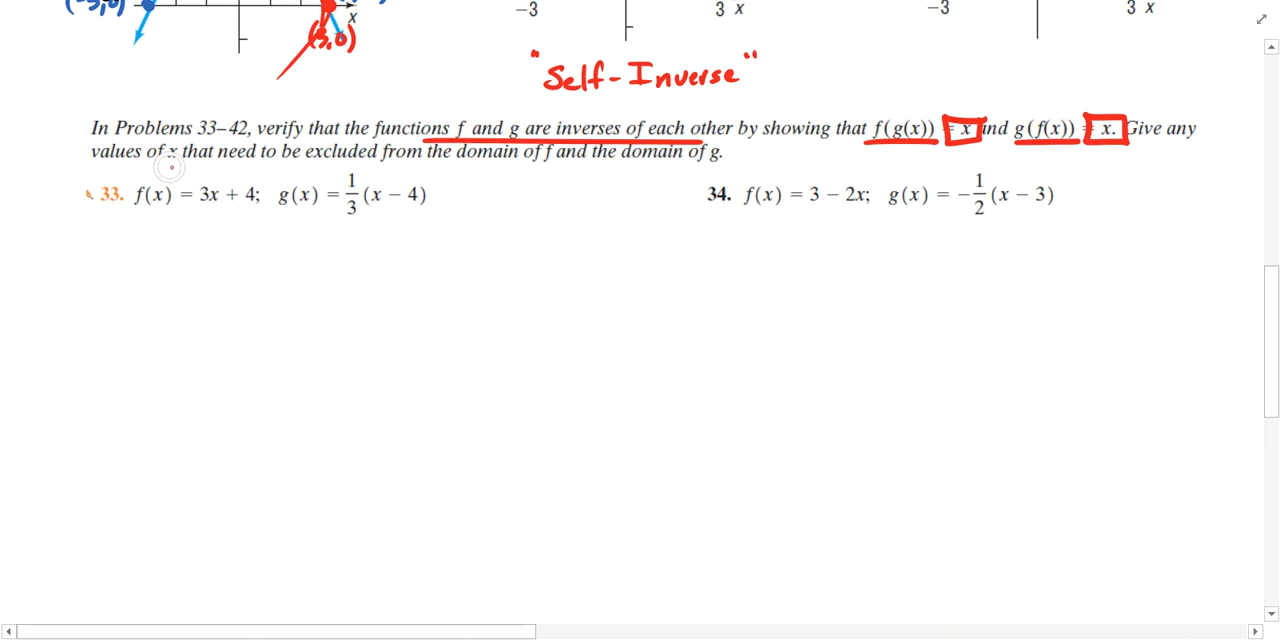 -3 3 x -3 3 x
x
(3,0)
"Self-Inverse"
In Problems 33–42, verify that the functions f and g are inverses of each other by showing that f(g(x)) = x and g(f(x)) = x. Give any
values of x that need to be excluded from the domain of f and the domain of g.
33. f(x) = 3x + 4; g(x) = 1/3 (x − 4) 34. f(x) = 3 − 2x; g(x) = −1/2 (x − 3)